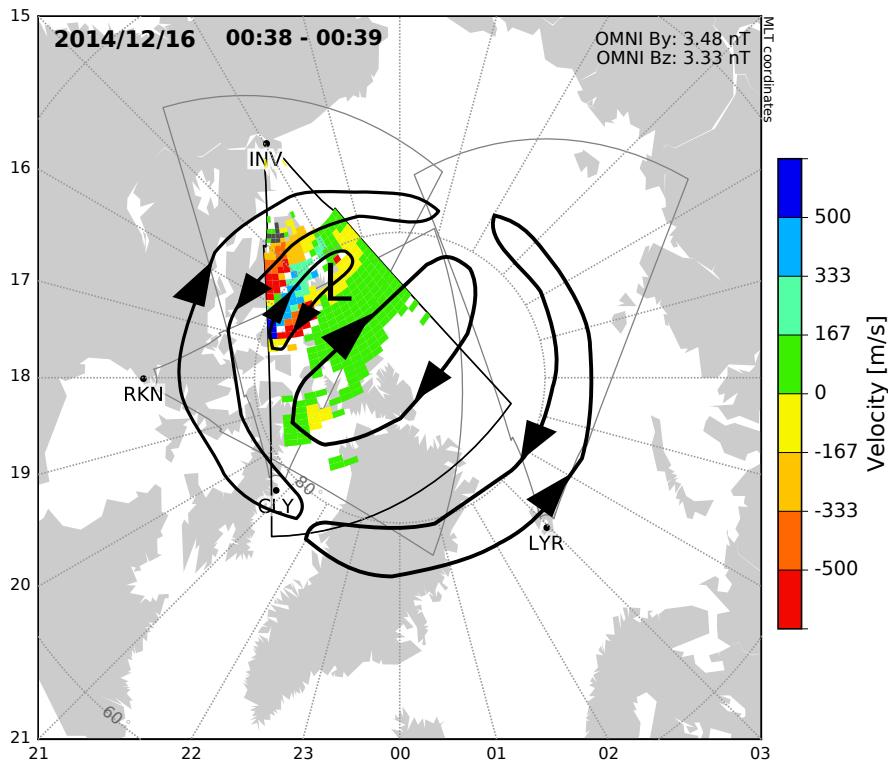 15
2014/12/16 00:38 - 00:39
OMNI By: 3.48 nT
OMNI Bz: 3.33 nT
MLT coordinates
INV
16
500
333
17
L
167
Velocity [m/s]
18
0
RKN
-167
19
80
-333
CLY
LYR
-500
20
60
21
21
22
23
00
01
02
03